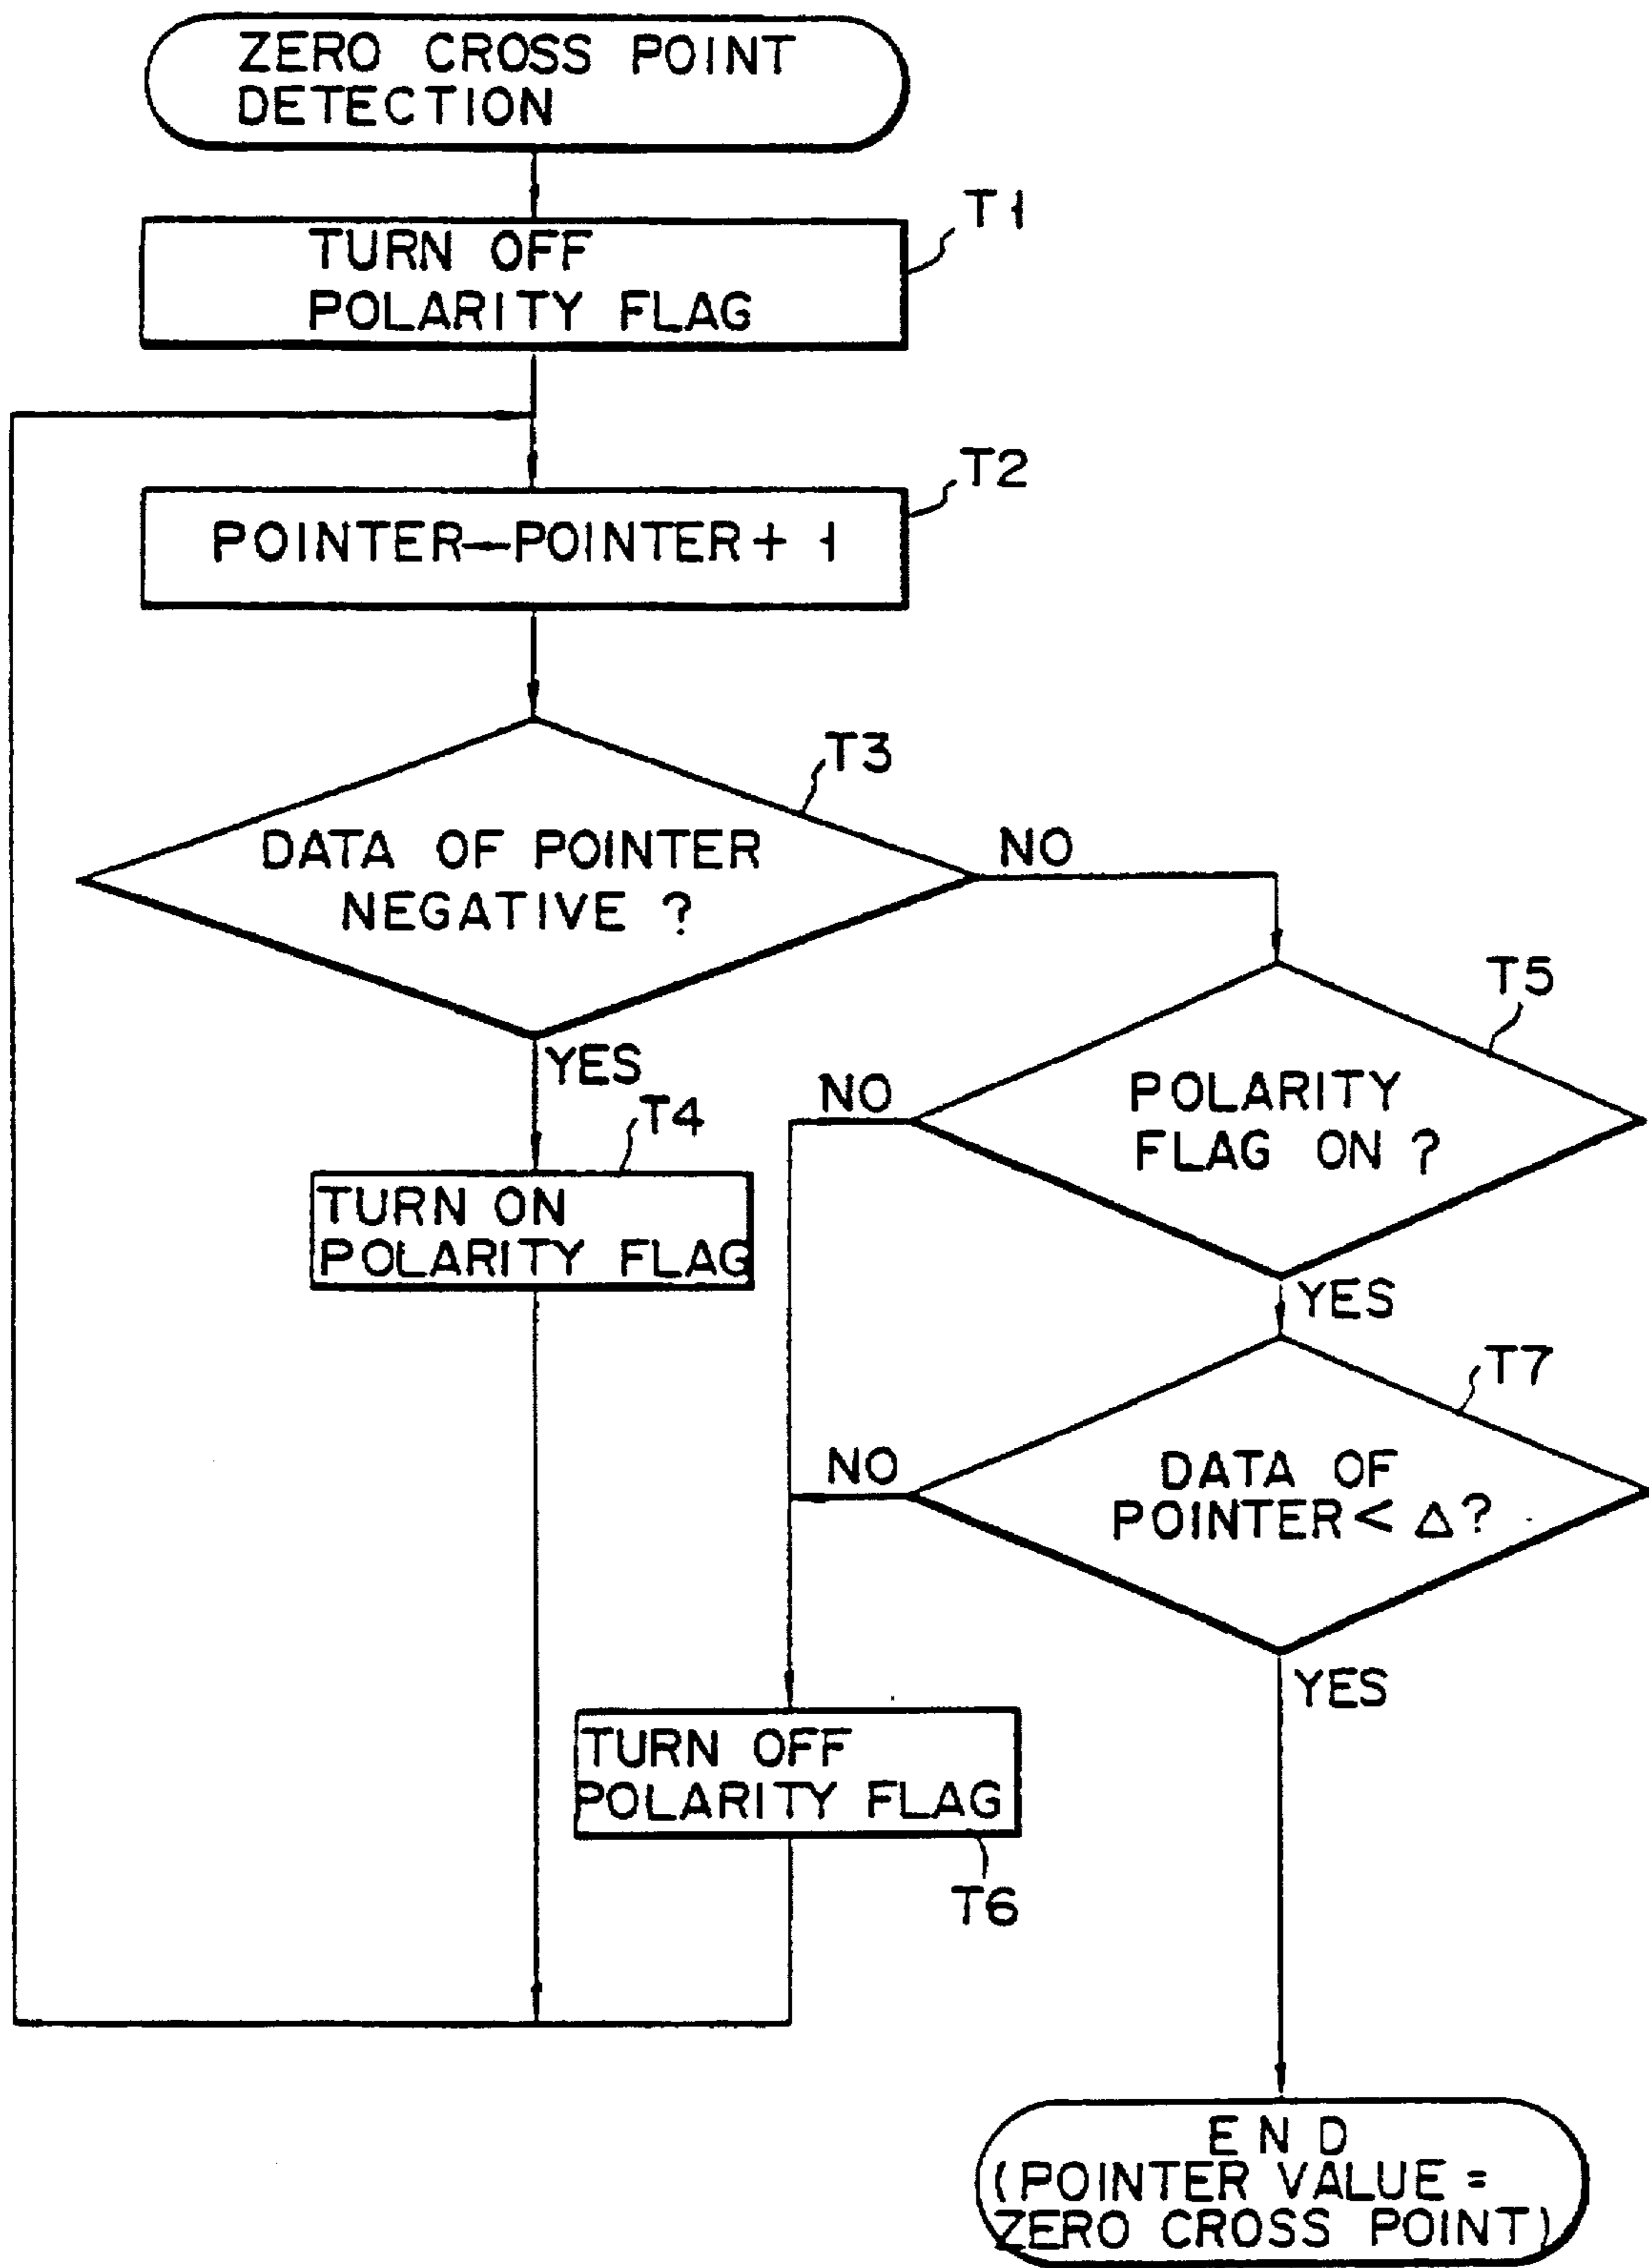 ZERO CROSS POINT
DETECTION
T1
TURN OFF
POLARITY FLAG
T2
POINTER←POINTER+ 1
T3
DATA OF POINTER
NEGATIVE ?
NO
T5
YES
NO
POLARITY
FLAG ON ?
T4
TURN ON
POLARITY FLAG
YES
T7
NO
DATA OF
POINTER < Δ?
YES
TURN OFF
POLARITY FLAG
T6
END
(POINTER VALUE =
ZERO CROSS POINT)